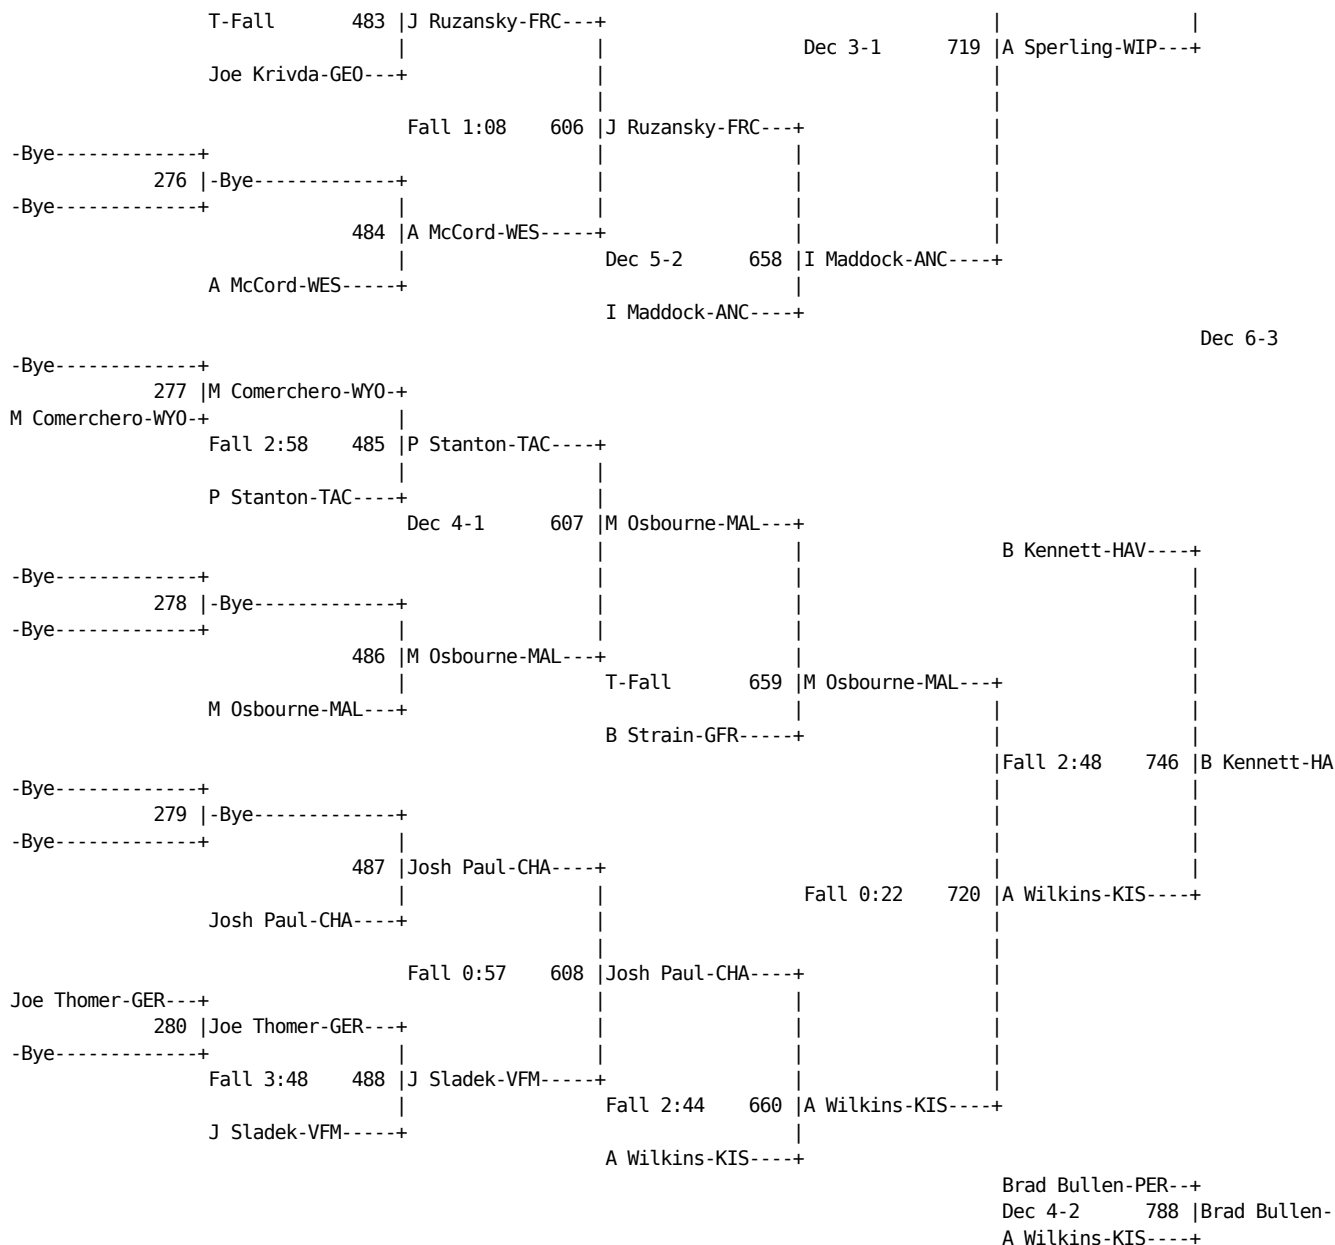 T-Fall        483 |J Ruzansky-FRC---+                                       |                   |
                  |                   |                    Dec 3-1    719 |A Sperling-WIP---+
Joe Krivda-GEO---+                   |                                       |
                                      |                                       |
                    Fall 1:08    606 |J Ruzansky-FRC---+                    |
-Bye-------------+                   |                   |                   |
              276 |-Bye-------------+                   |                   |                   |
-Bye-------------+                   |                   |                   |                   |
                                  484 |A McCord-WES-----+                   |                   |
                                      |                   Dec 5-2      658 |I Maddock-ANC----+
                    A McCord-WES-----+                                       |
                                                            I Maddock-ANC----+
Dec 6-3
-Bye-------------+
              277 |M Comerchero-WYO-+
M Comerchero-WYO-+                   |
                    Fall 2:58    485 |P Stanton-TAC----+
                                      |                   |
                    P Stanton-TAC----+                   |
                                        Dec 4-1      607 |M Osbourne-MAL---+
                                                          |                   |                    B Kennett-HAV----+
-Bye-------------+                                       |                   |                                       |
              278 |-Bye-------------+                   |                   |                                       |
-Bye-------------+                   |                   |                   |                                       |
                                  486 |M Osbourne-MAL---+                   |                                       |
                                      |                    T-Fall       659 |M Osbourne-MAL---+                   |
                    M Osbourne-MAL---+                                       |                   |                   |
                                                            B Strain-GFR-----+                   |                   |
                                                                                                  |Fall 2:48    746 |B Kennett-HA
-Bye-------------+                                                                               |                   |
              279 |-Bye-------------+                                                           |                   |
-Bye-------------+                   |                                                           |                   |
                                  487 |Josh Paul-CHA----+                                       |                   |
                                      |                   |                    Fall 0:22    720 |A Wilkins-KIS----+
                    Josh Paul-CHA----+                   |                                       |
                                                          |                                       |
                                        Fall 0:57    608 |Josh Paul-CHA----+                   |
Joe Thomer-GER---+                                       |                   |                   |
              280 |Joe Thomer-GER---+                   |                   |                   |
-Bye-------------+                   |                   |                   |                   |
                    Fall 3:48    488 |J Sladek-VFM-----+                   |                   |
                                      |                    Fall 2:44    660 |A Wilkins-KIS----+
                    J Sladek-VFM-----+                                       |
                                                            A Wilkins-KIS----+
Brad Bullen-PER--+
Dec 4-2      788 |Brad Bullen-
A Wilkins-KIS----+